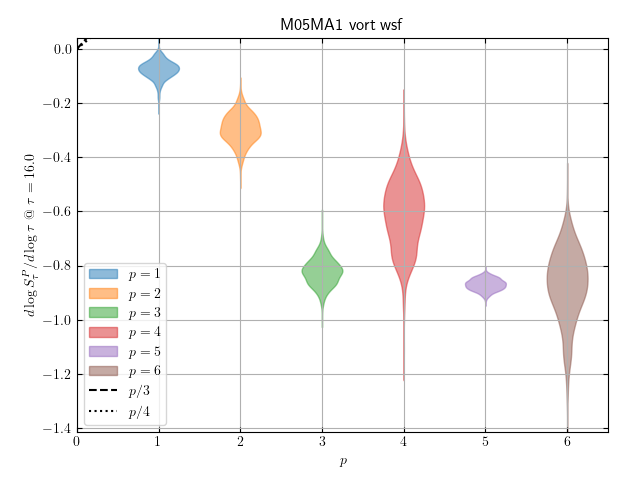 M05MA1 vort wsf
d log S_τ^P / d log τ @ τ = 16.0
0.0
−0.2
−0.4
−0.6
−0.8
−1.0
−1.2
−1.4
p = 1
p = 2
p = 3
p = 4
p = 5
p = 6
p/3
p/4
0 1 2 3 4 5 6
p